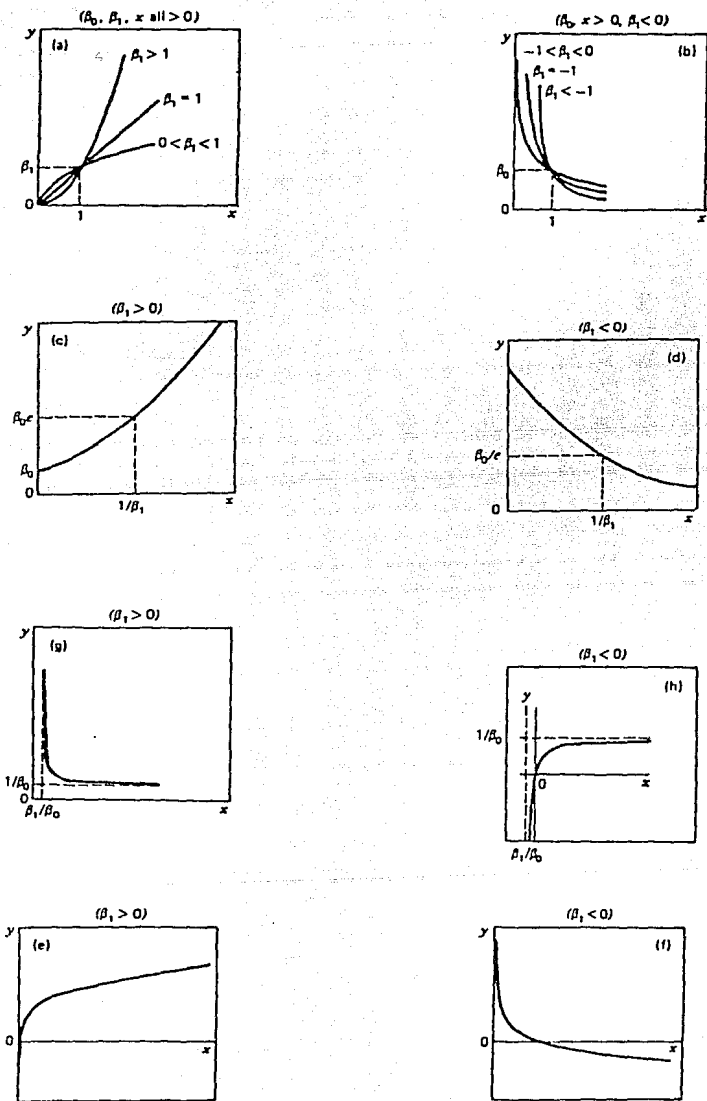 (β₀, β₁, x all > 0)
y
(a)
β₁ > 1
β₁ = 1
0 < β₁ < 1
β₁
0
1
x
(β₀, x > 0, β₁ < 0)
y
(b)
−1 < β₁ < 0
β₁ = −1
β₁ < −1
β₀
0
1
x
(β₁ > 0)
y
(c)
β₀e
β₀
0
1/β₁
x
(β₁ < 0)
y
(d)
β₀/e
0
1/β₁
x
(β₁ > 0)
y
(g)
1/β₀
0
β₁/β₀
x
(β₁ < 0)
y
(h)
1/β₀
0
x
β₁/β₀
(β₁ > 0)
y
(e)
0
x
(β₁ < 0)
y
(f)
0
x